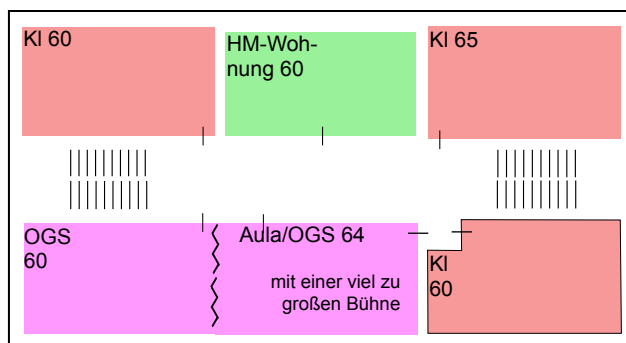 Kl 60
HM-Woh-
nung 60
Kl 65
OGS
60
Aula/OGS 64
mit einer viel zu
großen Bühne
Kl
60